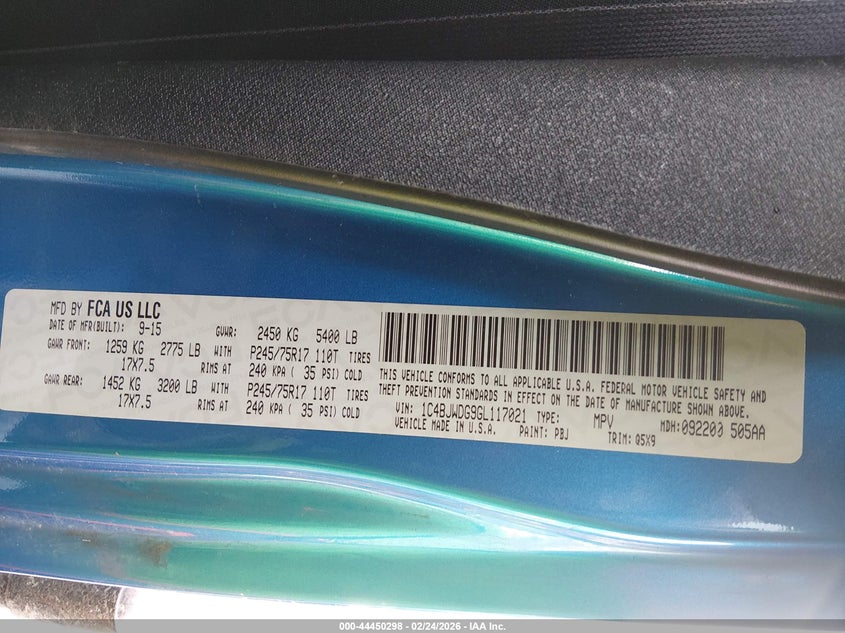 MFD BY FCA US LLC
DATE OF MFR(BUILT): 9-15 GVWR: 2450 KG 5400 LB
GAWR FRONT: 1259 KG 2775 LB WITH P245/75R17 110T TIRES
17X7.5 RIMS AT 240 KPA ( 35 PSI) COLD
GAWR REAR: 1452 KG 3200 LB WITH P245/75R17 110T TIRES
17X7.5 RIMS AT 240 KPA ( 35 PSI) COLD
THIS VEHICLE CONFORMS TO ALL APPLICABLE U.S.A. FEDERAL MOTOR VEHICLE SAFETY AND
THEFT PREVENTION STANDARDS IN EFFECT ON THE DATE OF MANUFACTURE SHOWN ABOVE.
VIN: 1C4BJWDG9GL117021 TYPE: MPV MDH:092203 505AA
VEHICLE MADE IN U.S.A. PAINT: PBJ TRIM: Q5X9
000-44450298 - 02/24/2026 - IAA Inc.